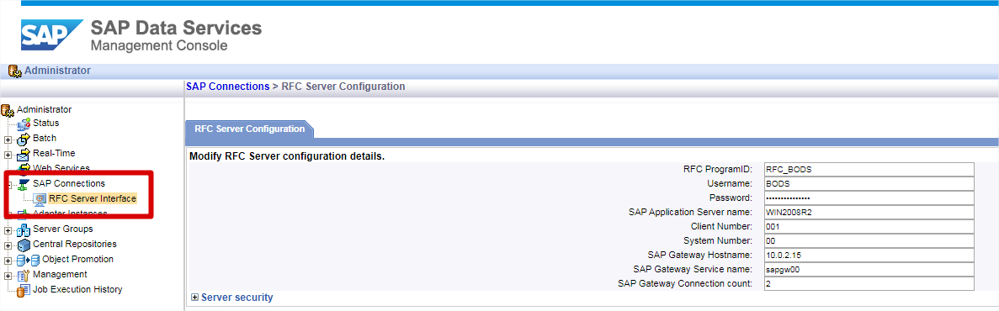 SAP SAP Data Services
Management Console
Administrator
SAP Connections > RFC Server Configuration
Administrator
Status
Batch
Real-Time
Web Services
SAP Connections
RFC Server Interface
Adapter Instances
Server Groups
Central Repositories
Object Promotion
Management
Job Execution History
RFC Server Configuration
Modify RFC Server configuration details.
RFC ProgramID: RFC_BODS
Username: BODS
Password: •••••••••••••••
SAP Application Server name: WIN2008R2
Client Number: 001
System Number: 00
SAP Gateway Hostname: 10.0.2.15
SAP Gateway Service name: sapgw00
SAP Gateway Connection count: 2
Server security